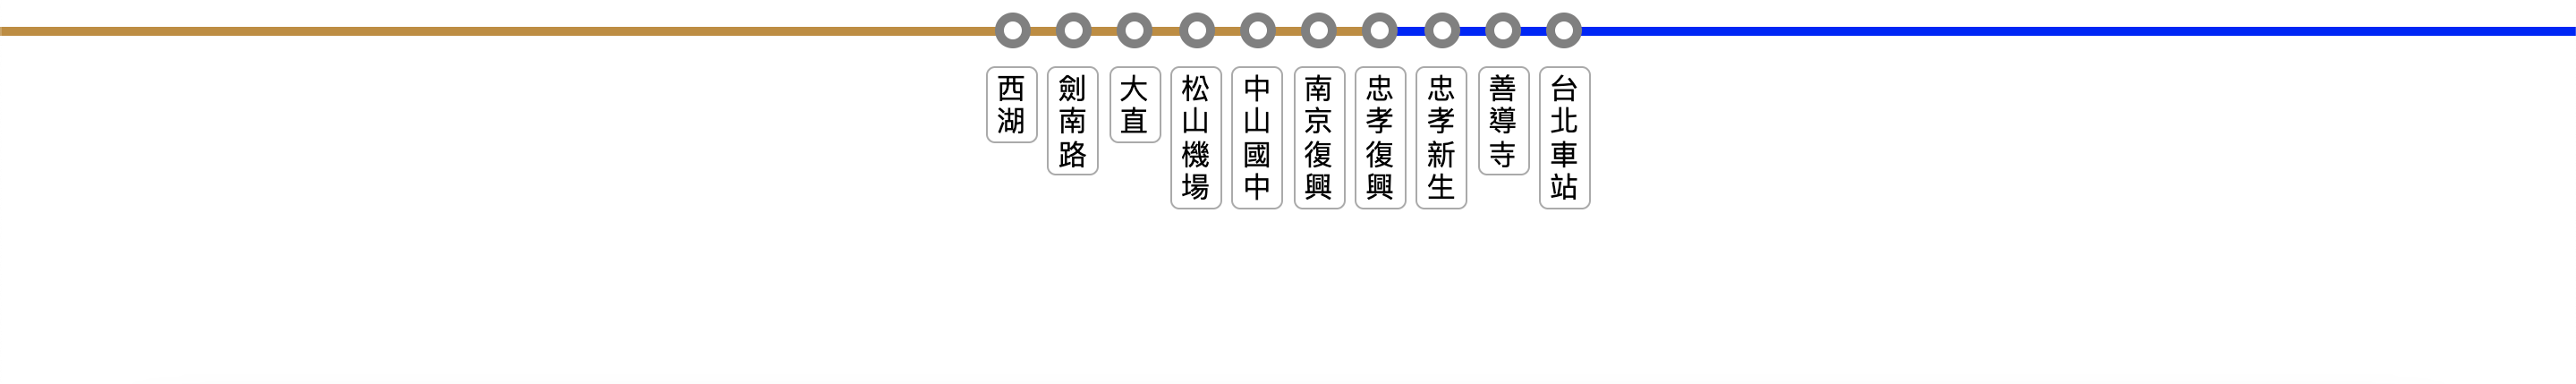 西湖
劍南路
大直
松山機場
中山國中
南京復興
忠孝復興
忠孝新生
善導寺
台北車站